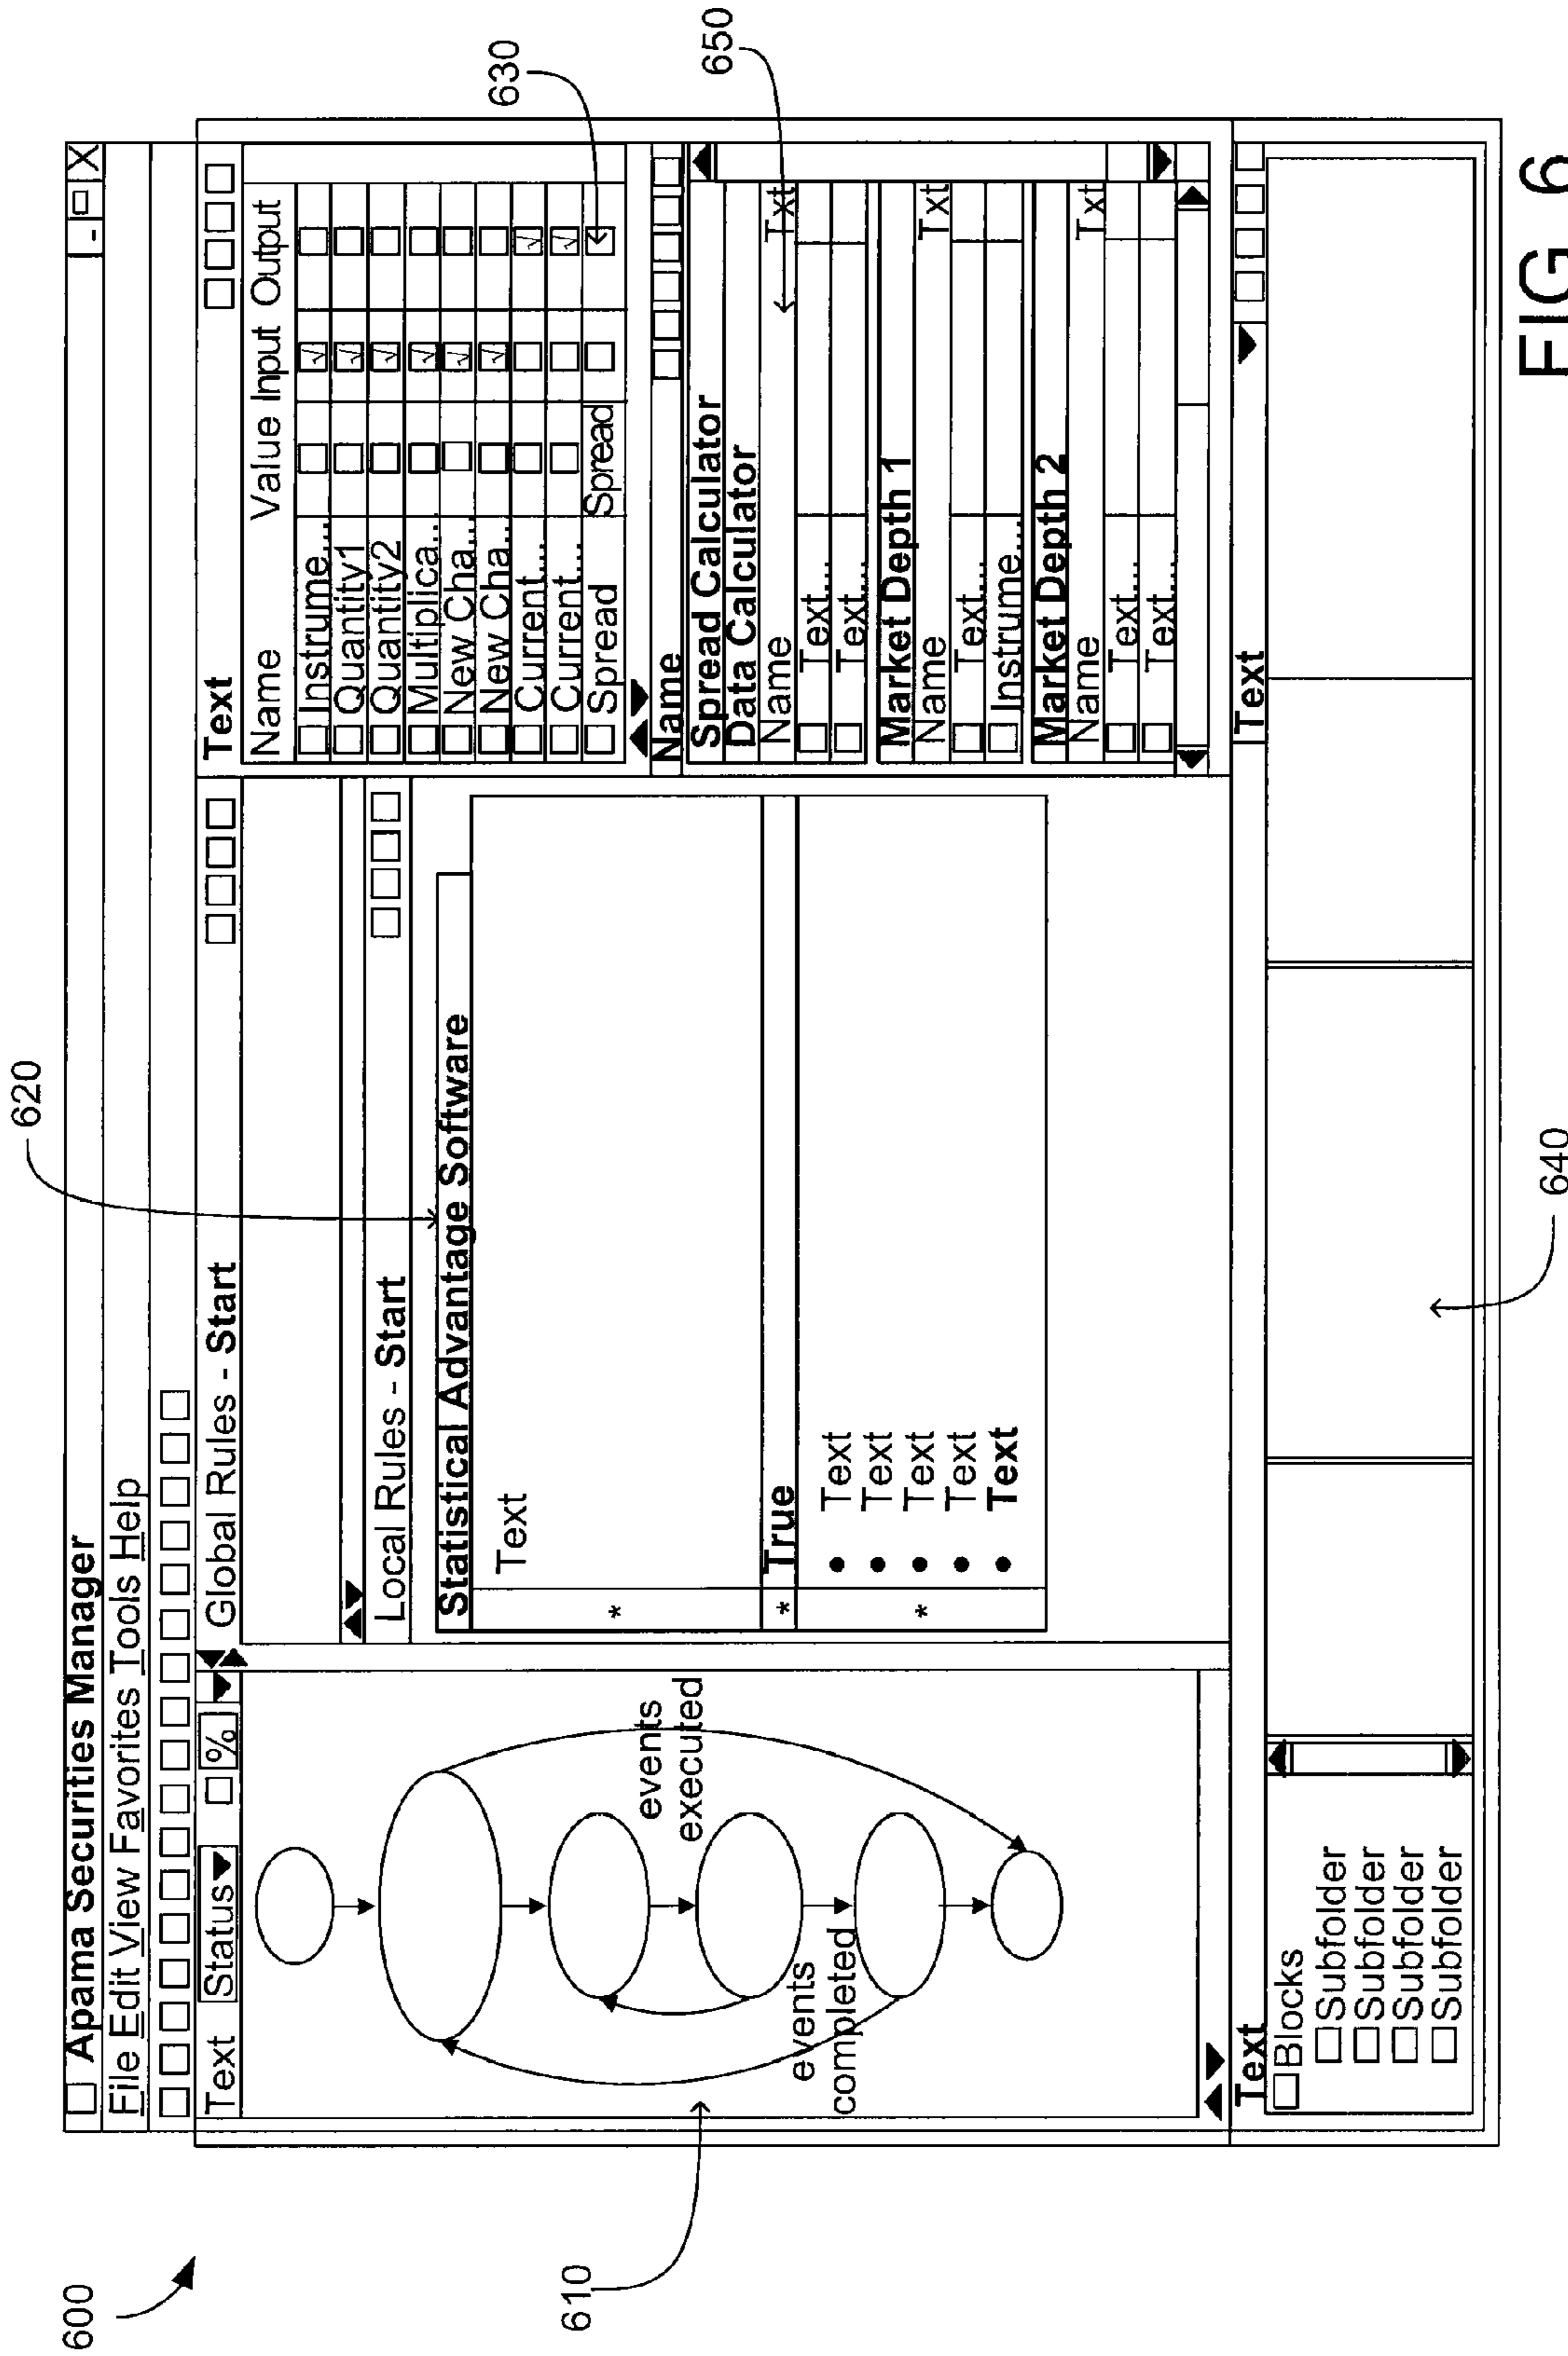 600
Apama Securities Manager
File Edit View Favorites Tools Help
Text Status %
events executed
events completed
610
Global Rules - Start
Local Rules - Start
620
Statistical Advantage Software
* Text
* True
*
• Text
• Text
• Text
• Text
• Text
Text
Name Value Input Output
Instrume...
Quantity1
Quantity2
Multiplica...
New Cha...
New Cha...
Current...
Current...
Spread Spread
630
Name
Spread Calculator
Data Calculator
Name Txt
Text...
Text...
650
Market Depth 1
Name Txt
Text...
Instrume...
Market Depth 2
Name Txt
Text...
Text...
Text
Blocks
Subfolder
Subfolder
Subfolder
Subfolder
Text
640
FIG. 6